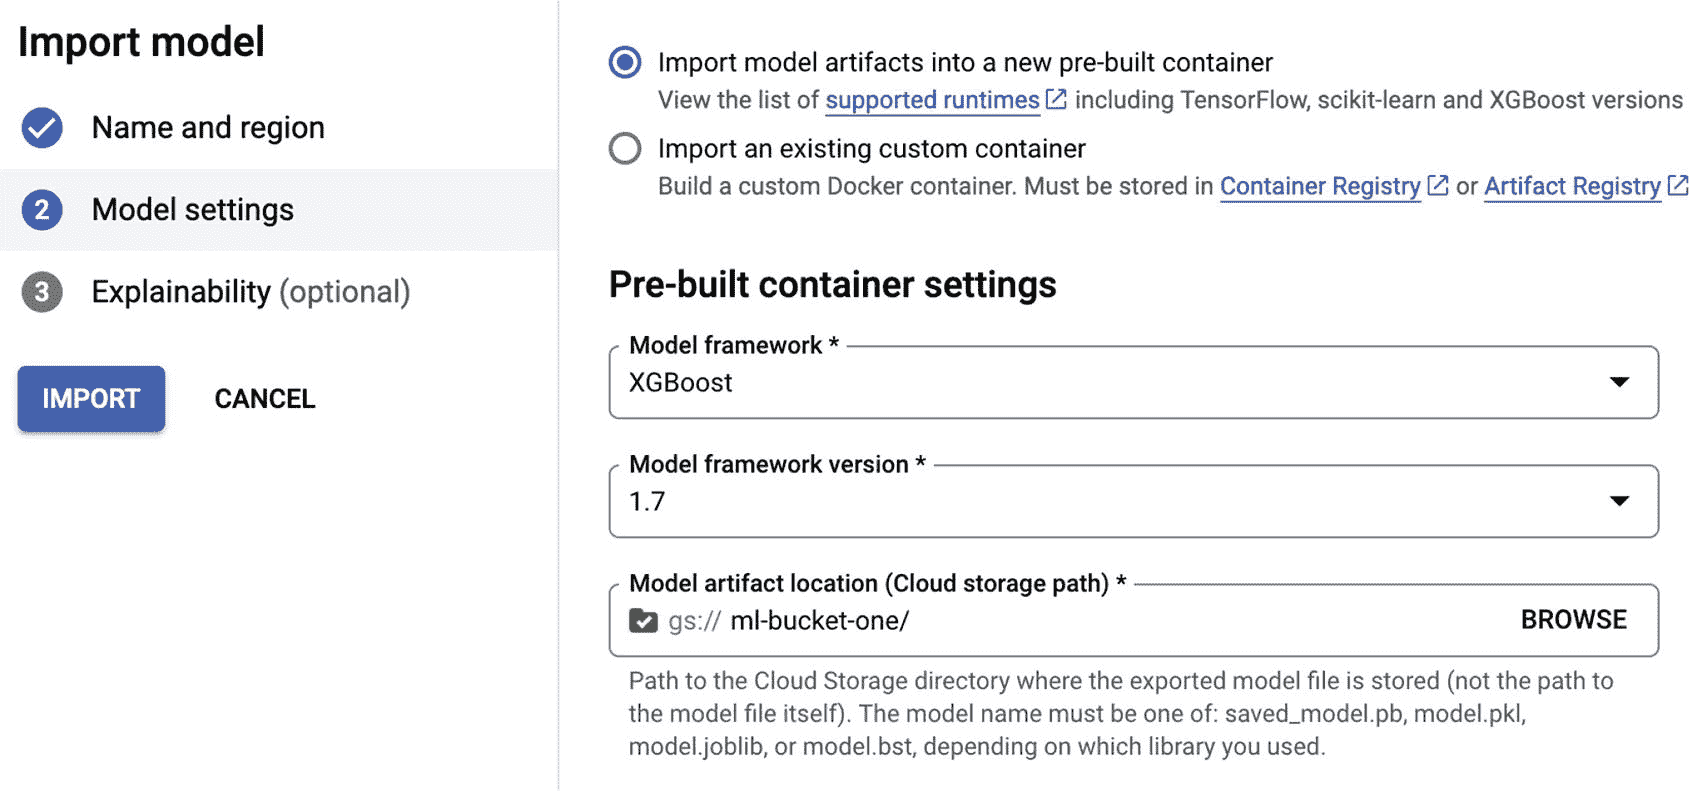 Import model
Name and region
2 Model settings
3 Explainability (optional)
IMPORT CANCEL
Import model artifacts into a new pre-built container
View the list of supported runtimes including TensorFlow, scikit-learn and XGBoost versions
Import an existing custom container
Build a custom Docker container. Must be stored in Container Registry or Artifact Registry
Pre-built container settings
Model framework *
XGBoost
Model framework version *
1.7
Model artifact location (Cloud storage path) *
gs:// ml-bucket-one/ BROWSE
Path to the Cloud Storage directory where the exported model file is stored (not the path to
the model file itself). The model name must be one of: saved_model.pb, model.pkl,
model.joblib, or model.bst, depending on which library you used.